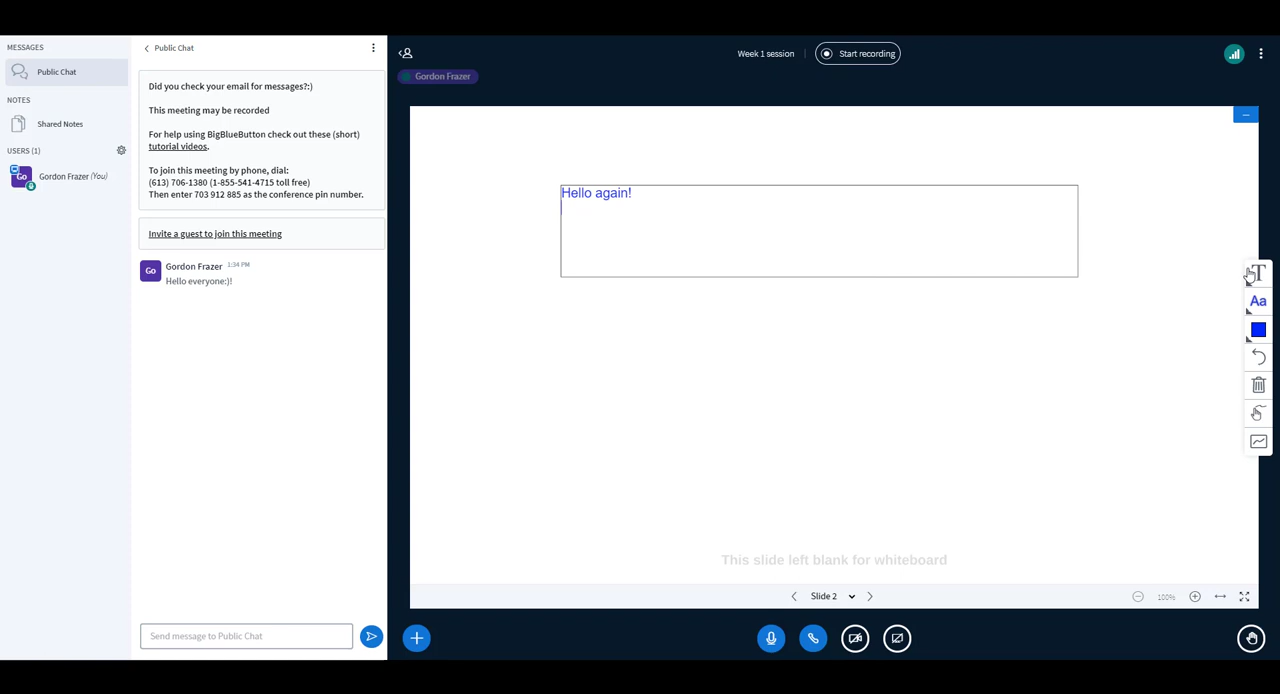 MESSAGES
Public Chat
NOTES
Shared Notes
USERS (1)
Go
Gordon Frazer (You)
Public Chat
Did you check your email for messages?:)
This meeting may be recorded
For help using BigBlueButton check out these (short)
tutorial videos.
To join this meeting by phone, dial:
(613) 706-1380 (1-855-541-4715 toll free)
Then enter 703 912 885 as the conference pin number.
Invite a guest to join this meeting
Go
Gordon Frazer 1:34 PM
Hello everyone:)!
Send message to Public Chat
Week 1 session
Start recording
Gordon Frazer
Hello again!
T
Aa
This slide left blank for whiteboard
Slide 2
100%